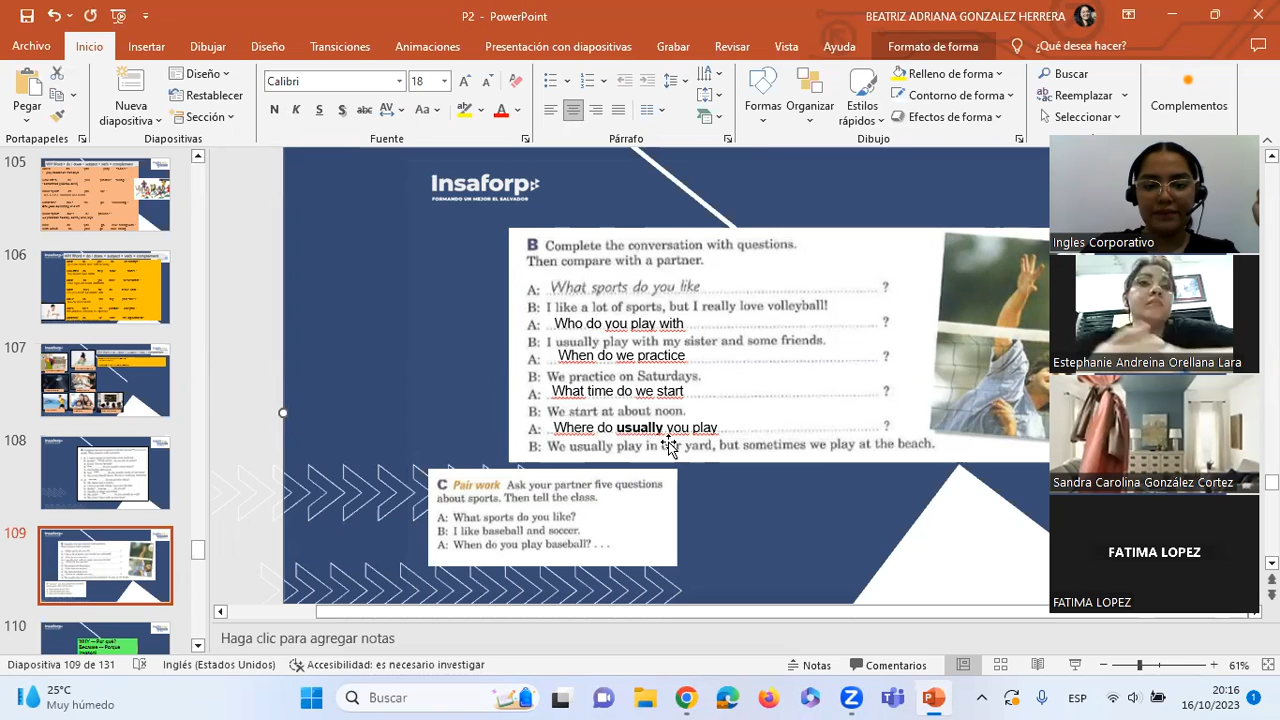 P2 - PowerPoint
BEATRIZ ADRIANA GONZALEZ HERRERA
Archivo Inicio Insertar Dibujar Diseño Transiciones Animaciones Presentación con diapositivas Grabar Revisar Vista Ayuda Formato de forma ¿Qué desea hacer?
Pegar
Portapapeles
Nueva diapositiva
Diseño
Restablecer
Sección
Diapositivas
Calibri 18
N K S S abc AV Aa A A
Fuente
Párrafo
Formas
Organizar
Estilos rápidos
Relleno de forma
Contorno de forma
Efectos de forma
Dibujo
Buscar
Reemplazar
Seleccionar
Complementos
105
106
107
108
109
110
Insaforp
FORMANDO UN MEJOR EL SALVADOR
B Complete the conversation with questions.
Then compare with a partner.
What sports do you like ?
I like a lot of sports, but I really love volleyball!
A: Who do you play with ?
B: I usually play with my sister and some friends.
A: When do we practice ?
B: We practice on Saturdays.
A: What time do we start ?
B: We start at about noon.
A: Where do usually you play ?
B: We usually play in yard, but sometimes we play at the beach.
C Pair work Ask your partner five questions
about sports. Then tell the class.
A: What sports do you like?
B: I like baseball and soccer.
A: When do you play baseball? . . .
Ingles Corporativo
Estephanie Andreina Orellana Lara
Sandra Carolina González Cortez
FATIMA LOPEZ
FATIMA LOPEZ
Haga clic para agregar notas
Diapositiva 109 de 131 Inglés (Estados Unidos) Accesibilidad: es necesario investigar Notas Comentarios 61%
25°C
Muy húmedo
Buscar
ESP
20:16
16/10/2023
1